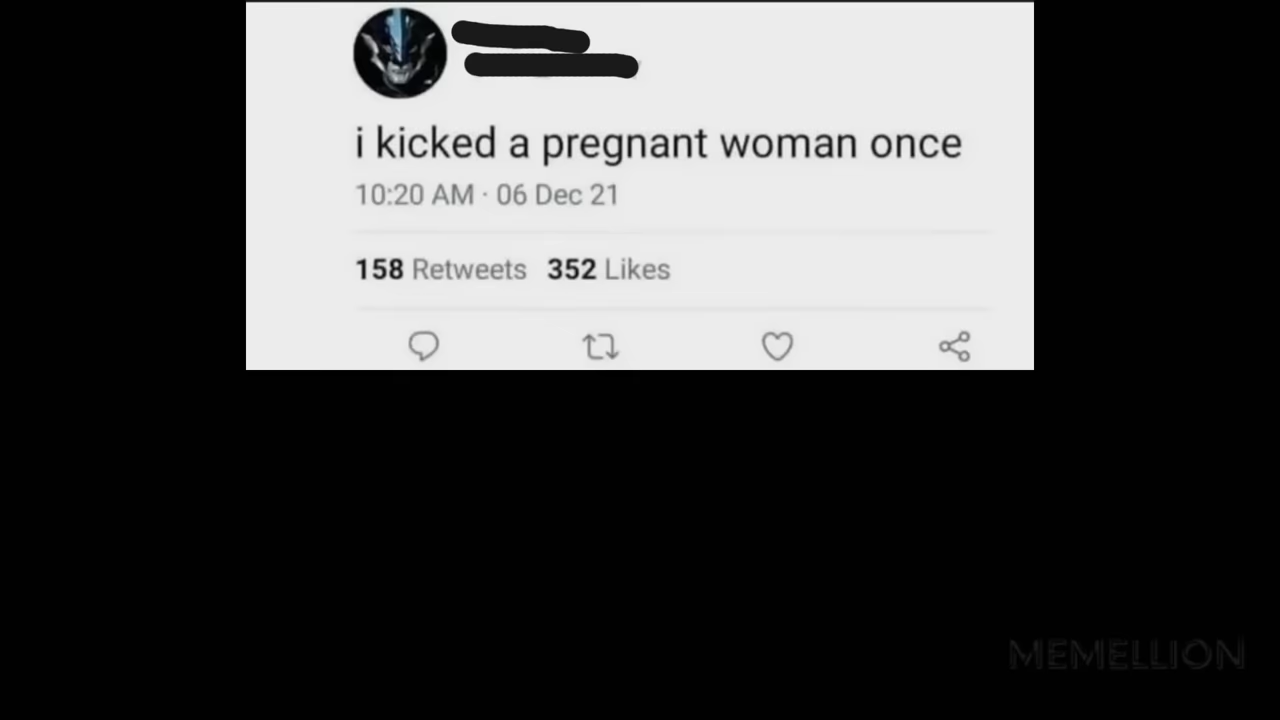 i kicked a pregnant woman once
10:20 AM · 06 Dec 21
158 Retweets 352 Likes
MEMELLION